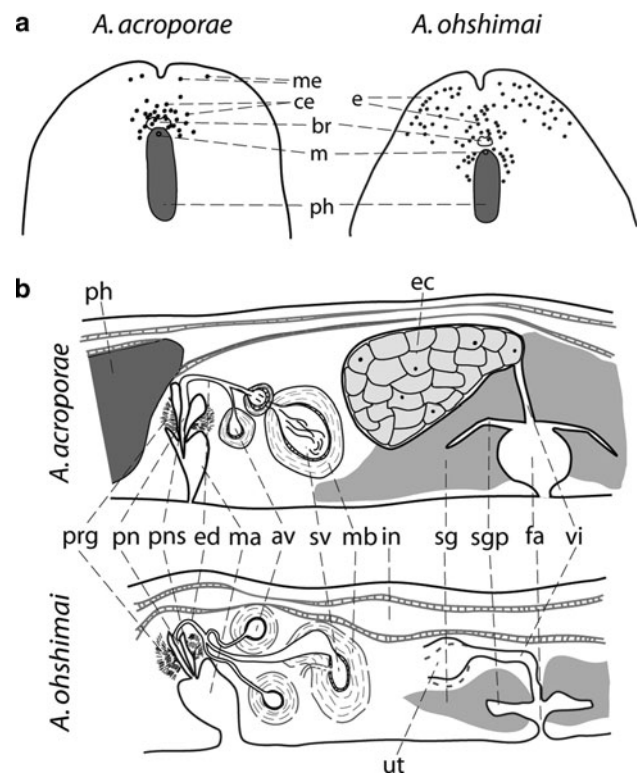 a
A. acroporae A. ohshimai
me
ce e
br
m
ph
b
ph ec
A. acroporae
prg pn pns ed ma av sv mb in sg sgp fa vi
A. ohshimai
ut